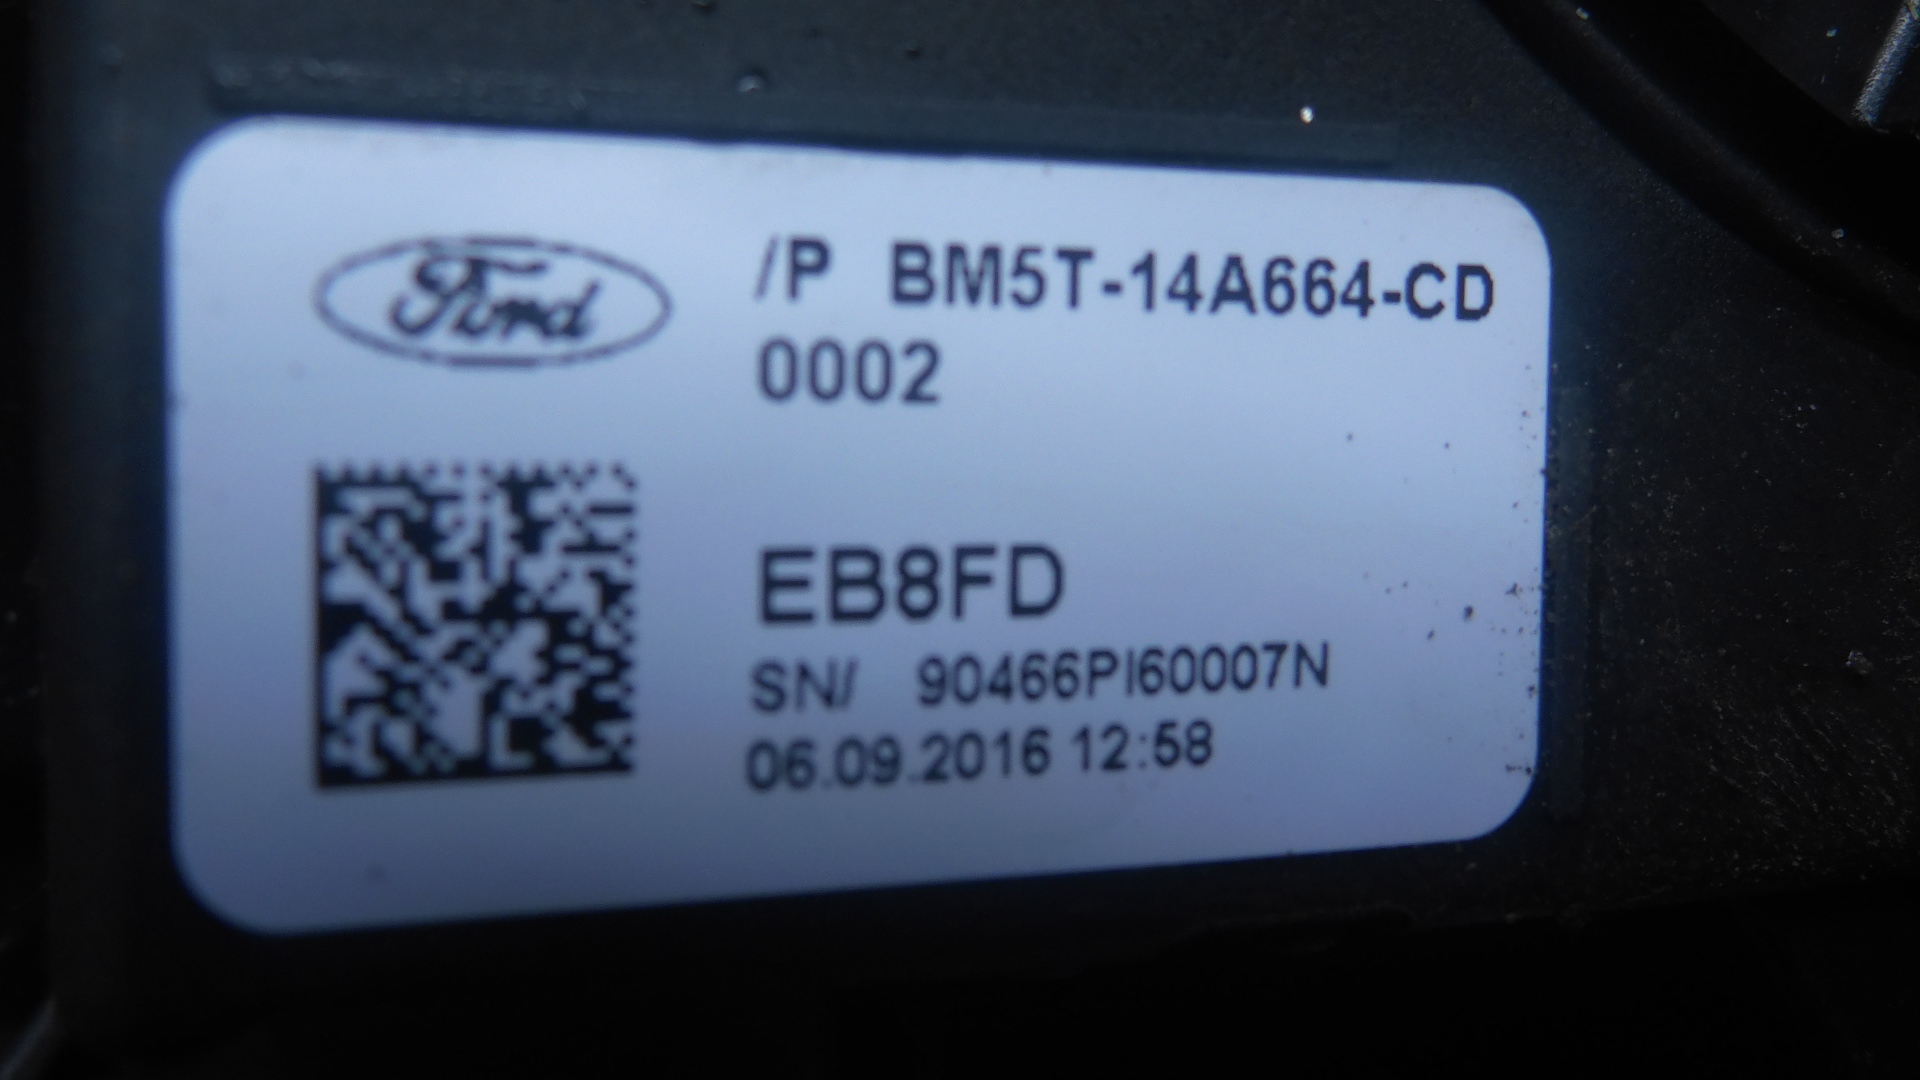 Ford
/P BM5T-14A664-CD
0002
EB8FD
SN/ 90466PI60007N
06.09.2016 12:58